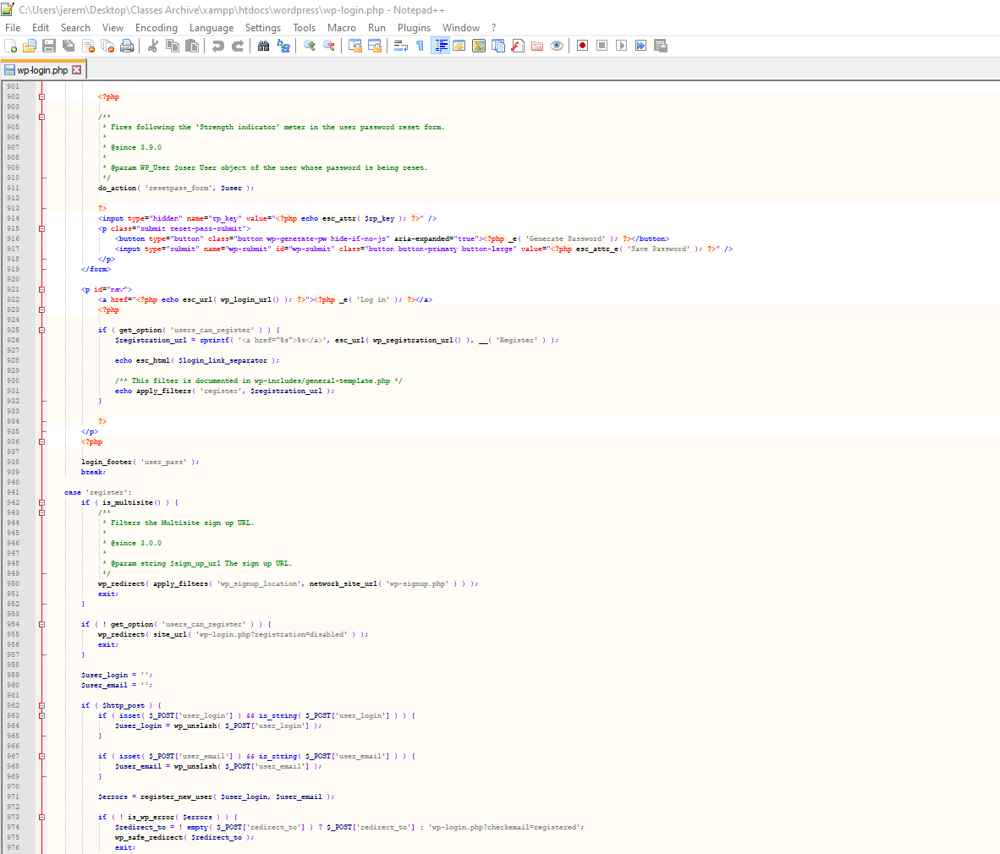 C:\Users\jerem\Desktop\Classes Archive\xampp\htdocs\wordpress\wp-login.php - Notepad++
File Edit Search View Encoding Language Settings Tools Macro Run Plugins Window ?
wp-login.php
901
902 <?php
903
904 /**
905 * Fires following the 'Strength indicator' meter in the user password reset form.
906 *
907 * @since 3.9.0
908 *
909 * @param WP_User $user User object of the user whose password is being reset.
910 */
911 do_action( 'resetpass_form', $user );
912
913 ?>
914 <input type="hidden" name="rp_key" value="<?php echo esc_attr( $rp_key ); ?>" />
915 <p class="submit reset-pass-submit">
916 <button type="button" class="button wp-generate-pw hide-if-no-js" aria-expanded="true"><?php _e( 'Generate Password' ); ?></button>
917 <input type="submit" name="wp-submit" id="wp-submit" class="button button-primary button-large" value="<?php esc_attr_e( 'Save Password' ); ?>" />
918 </p>
919 </form>
920
921 <p id="nav">
922 <a href="<?php echo esc_url( wp_login_url() ); ?>"><?php _e( 'Log in' ); ?></a>
923 <?php
924
925 if ( get_option( 'users_can_register' ) ) {
926 $registration_url = sprintf( '<a href="%s">%s</a>', esc_url( wp_registration_url() ), __( 'Register' ) );
927
928 echo esc_html( $login_link_separator );
929
930 /** This filter is documented in wp-includes/general-template.php */
931 echo apply_filters( 'register', $registration_url );
932 }
933
934 ?>
935 </p>
936 <?php
937
938 login_footer( 'user_pass' );
939 break;
940
941 case 'register':
942 if ( is_multisite() ) {
943 /**
944 * Filters the Multisite sign up URL.
945 *
946 * @since 3.0.0
947 *
948 * @param string $sign_up_url The sign up URL.
949 */
950 wp_redirect( apply_filters( 'wp_signup_location', network_site_url( 'wp-signup.php' ) ) );
951 exit;
952 }
953
954 if ( ! get_option( 'users_can_register' ) ) {
955 wp_redirect( site_url( 'wp-login.php?registration=disabled' ) );
956 exit;
957 }
958
959 $user_login = '';
960 $user_email = '';
961
962 if ( $http_post ) {
963 if ( isset( $_POST['user_login'] ) && is_string( $_POST['user_login'] ) ) {
964 $user_login = wp_unslash( $_POST['user_login'] );
965 }
966
967 if ( isset( $_POST['user_email'] ) && is_string( $_POST['user_email'] ) ) {
968 $user_email = wp_unslash( $_POST['user_email'] );
969 }
970
971 $errors = register_new_user( $user_login, $user_email );
972
973 if ( ! is_wp_error( $errors ) ) {
974 $redirect_to = ! empty( $_POST['redirect_to'] ) ? $_POST['redirect_to'] : 'wp-login.php?checkemail=registered';
975 wp_safe_redirect( $redirect_to );
976 exit;